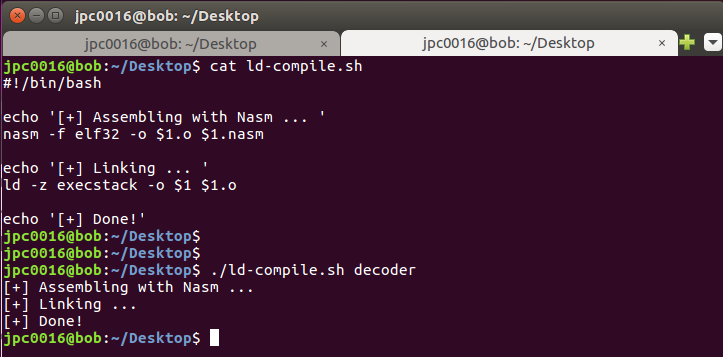 jpc0016@bob: ~/Desktop
jpc0016@bob: ~/Desktop × jpc0016@bob: ~/Desktop ×
jpc0016@bob:~/Desktop$ cat ld-compile.sh
#!/bin/bash
echo '[+] Assembling with Nasm ... '
nasm -f elf32 -o $1.o $1.nasm
echo '[+] Linking ... '
ld -z execstack -o $1 $1.o
echo '[+] Done!'
jpc0016@bob:~/Desktop$
jpc0016@bob:~/Desktop$
jpc0016@bob:~/Desktop$ ./ld-compile.sh decoder
[+] Assembling with Nasm ...
[+] Linking ...
[+] Done!
jpc0016@bob:~/Desktop$